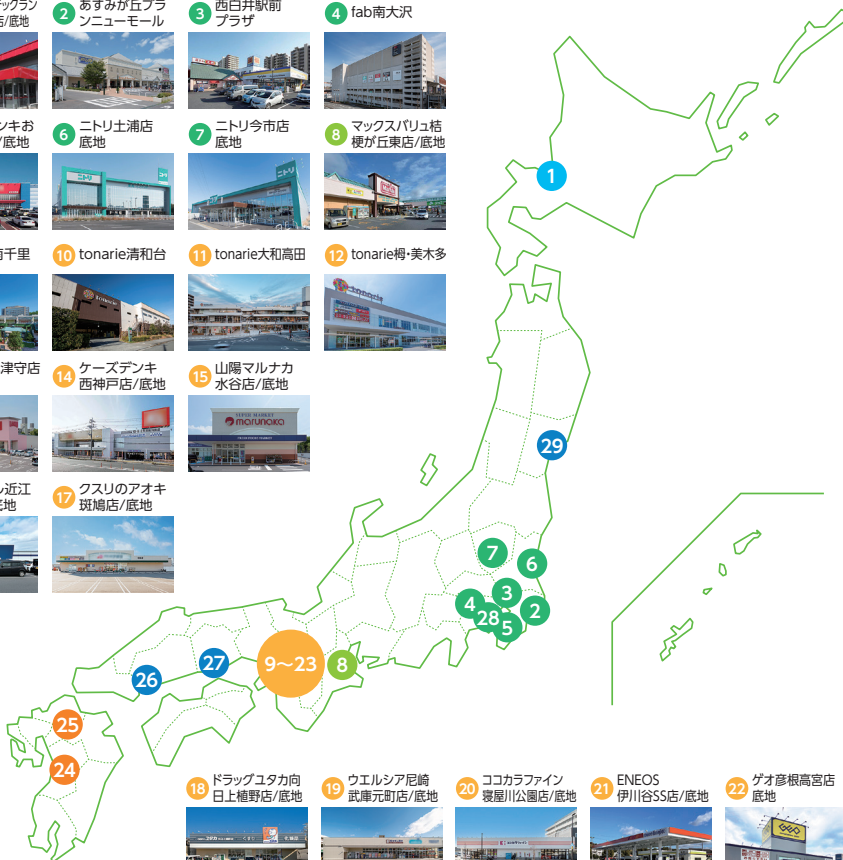 ックラン
店/底地
2 あすみが丘ブラ
ンニューモール
3 西白井駅前
プラザ
4 fab南大沢
ンキお
/底地
6 ニトリ土浦店
底地
7 ニトリ今市店
底地
8 マックスバリュ桔
梗が丘東店/底地
南千里
10 tonarie清和台
11 tonarie大和高田
12 tonarie栂・美木多
津守店
14 ケーズデンキ
西神戸店/底地
15 山陽マルナカ
水谷店/底地
ル近江
底地
17 クスリのアオキ
斑鳩店/底地
ニトリ
ニトリ
tonarie
SUPER MARKET
marunaka
1
29
7
6
3
4
28
2
5
9〜23
8
27
26
25
24
18 ドラッグユタカ向
日上植野店/底地
19 ウエルシア尼崎
武庫元町店/底地
20 ココカラファイン
寝屋川公園店/底地
21 ENEOS
伊川谷SS店/底地
22 ゲオ彦根高宮店
底地
GEO